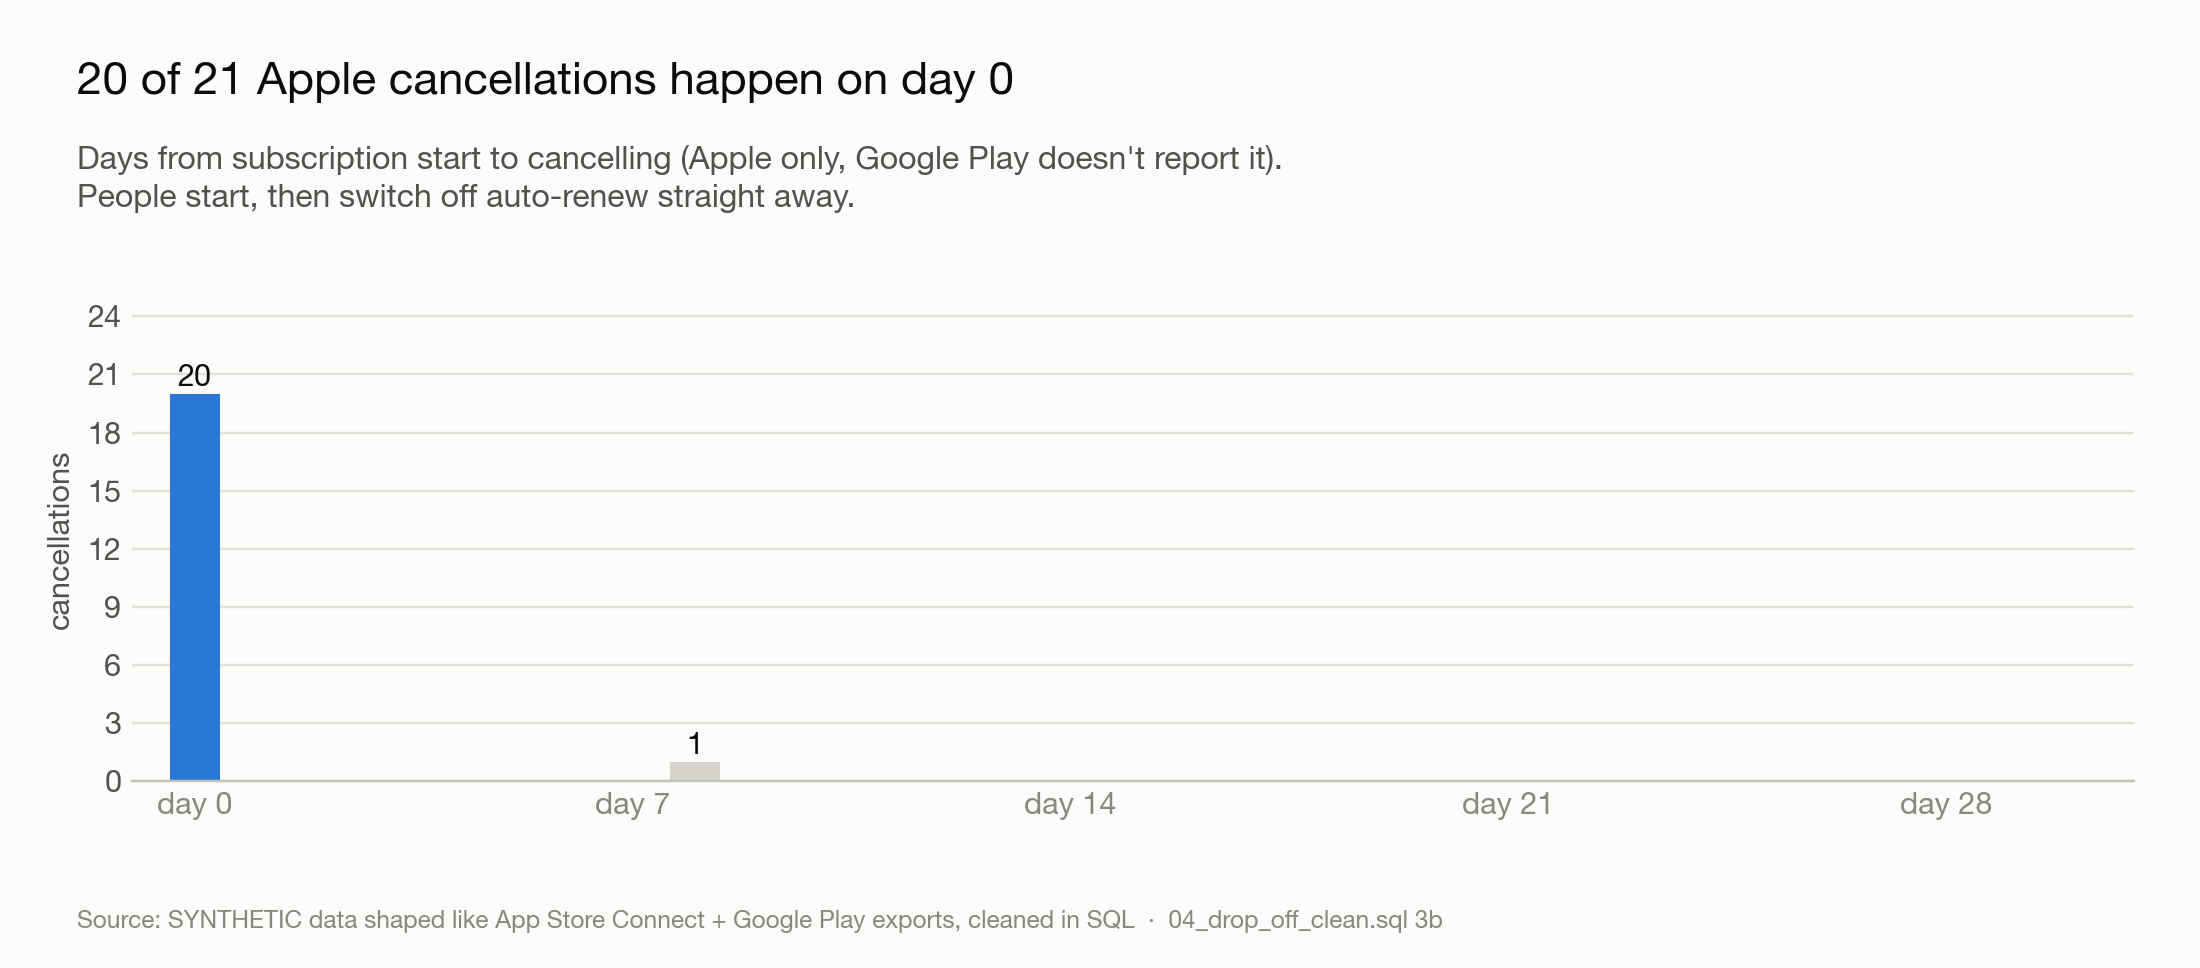 20 of 21 Apple cancellations happen on day 0
Days from subscription start to cancelling (Apple only, Google Play doesn't report it).
People start, then switch off auto-renew straight away.
cancellations
24
21
18
15
12
9
6
3
0
20
1
day 0
day 7
day 14
day 21
day 28
Source: SYNTHETIC data shaped like App Store Connect + Google Play exports, cleaned in SQL · 04_drop_off_clean.sql 3b